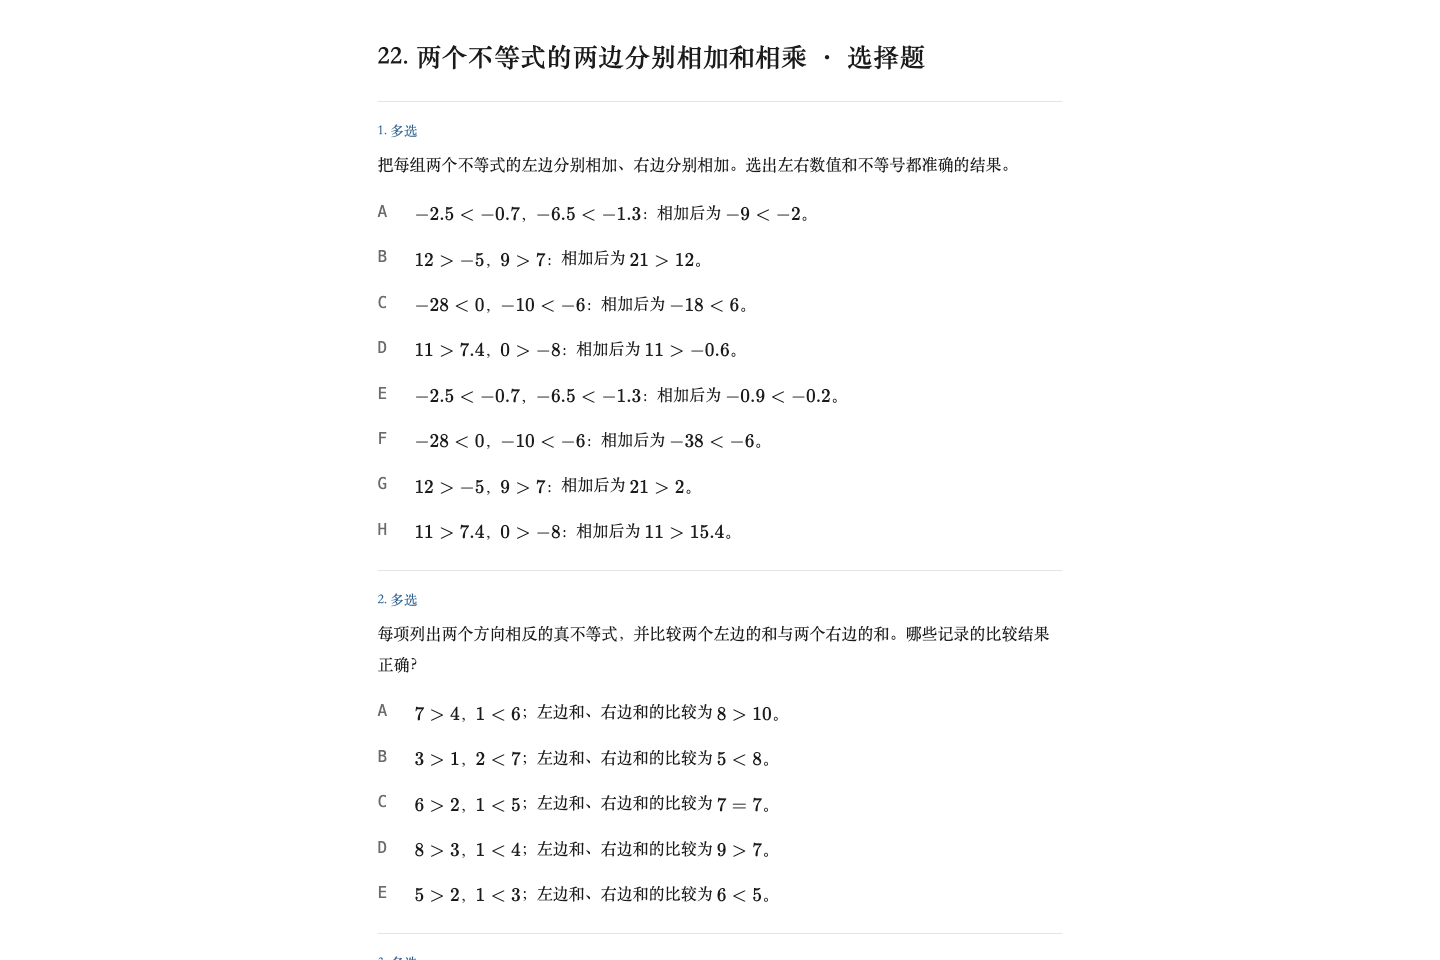 22. 两个不等式的两边分别相加和相乘 · 选择题
1. 多选
把每组两个不等式的左边分别相加、右边分别相加。选出左右数值和不等号都准确的结果。
A −2.5 < −0.7，−6.5 < −1.3：相加后为 −9 < −2。
B 12 > −5，9 > 7：相加后为 21 > 12。
C −28 < 0，−10 < −6：相加后为 −18 < 6。
D 11 > 7.4，0 > −8：相加后为 11 > −0.6。
E −2.5 < −0.7，−6.5 < −1.3：相加后为 −0.9 < −0.2。
F −28 < 0，−10 < −6：相加后为 −38 < −6。
G 12 > −5，9 > 7：相加后为 21 > 2。
H 11 > 7.4，0 > −8：相加后为 11 > 15.4。
2. 多选
每项列出两个方向相反的真不等式，并比较两个左边的和与两个右边的和。哪些记录的比较结果
正确？
A 7 > 4，1 < 6；左边和、右边和的比较为 8 > 10。
B 3 > 1，2 < 7；左边和、右边和的比较为 5 < 8。
C 6 > 2，1 < 5；左边和、右边和的比较为 7 = 7。
D 8 > 3，1 < 4；左边和、右边和的比较为 9 > 7。
E 5 > 2，1 < 3；左边和、右边和的比较为 6 < 5。